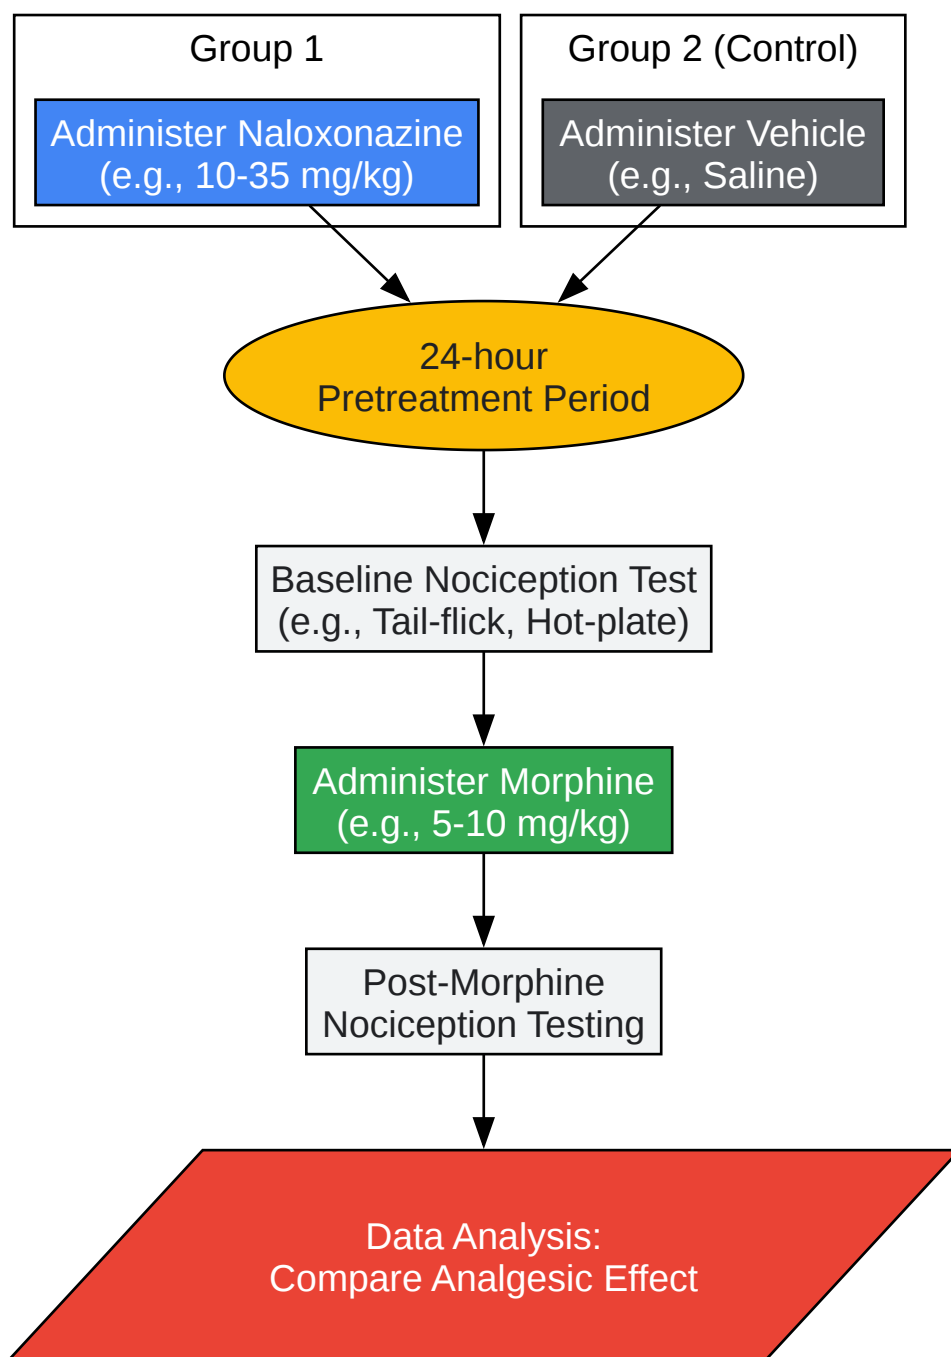 Group 1
Group 2 (Control)
Administer Naloxonazine
(e.g., 10-35 mg/kg)
Administer Vehicle
(e.g., Saline)
24-hour
Pretreatment Period
Baseline Nociception Test
(e.g., Tail-flick, Hot-plate)
Administer Morphine
(e.g., 5-10 mg/kg)
Post-Morphine
Nociception Testing
Data Analysis:
Compare Analgesic Effect